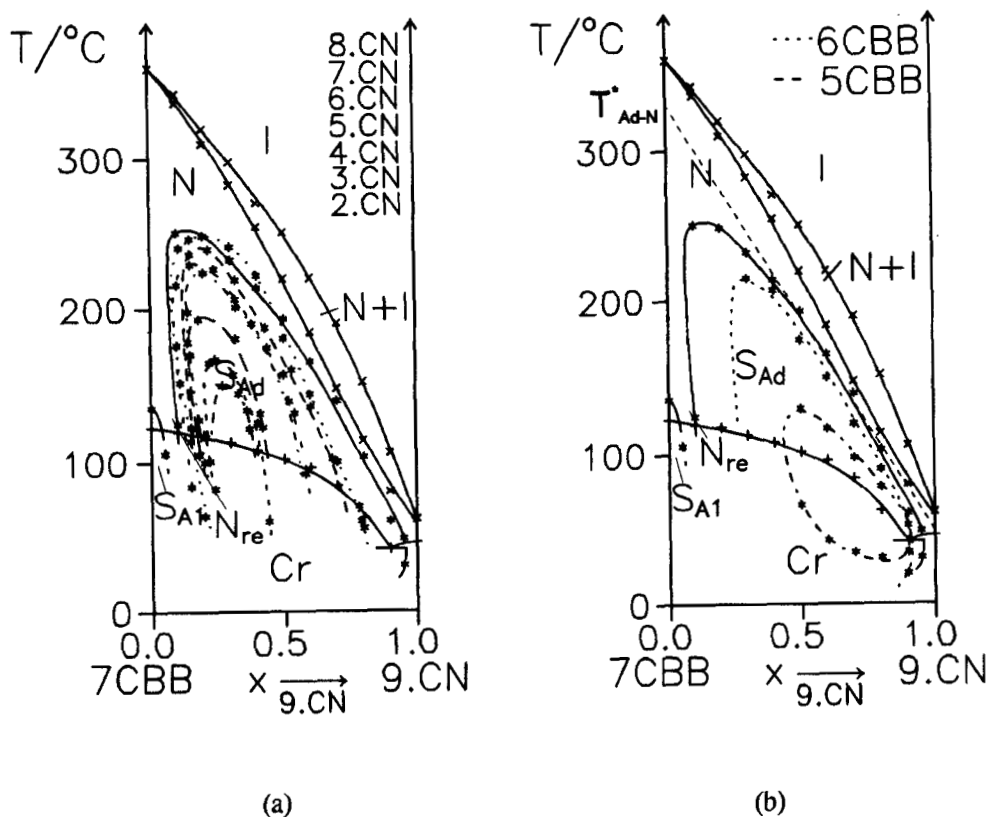 T/°C
8.CN
7.CN
6.CN
5.CN
4.CN
3.CN
2.CN
I
300
N
N+I
200
S_Ad
100
S_A1
N_re
Cr
0
0.0
0.5
1.0
7CBB
x
9.CN
9.CN
(a)
T/°C
6CBB
5CBB
T*_Ad-N
300
N
I
N+I
200
S_Ad
100
N_re
S_A1
Cr
0
0.0
0.5
1.0
7CBB
x
9.CN
9.CN
(b)